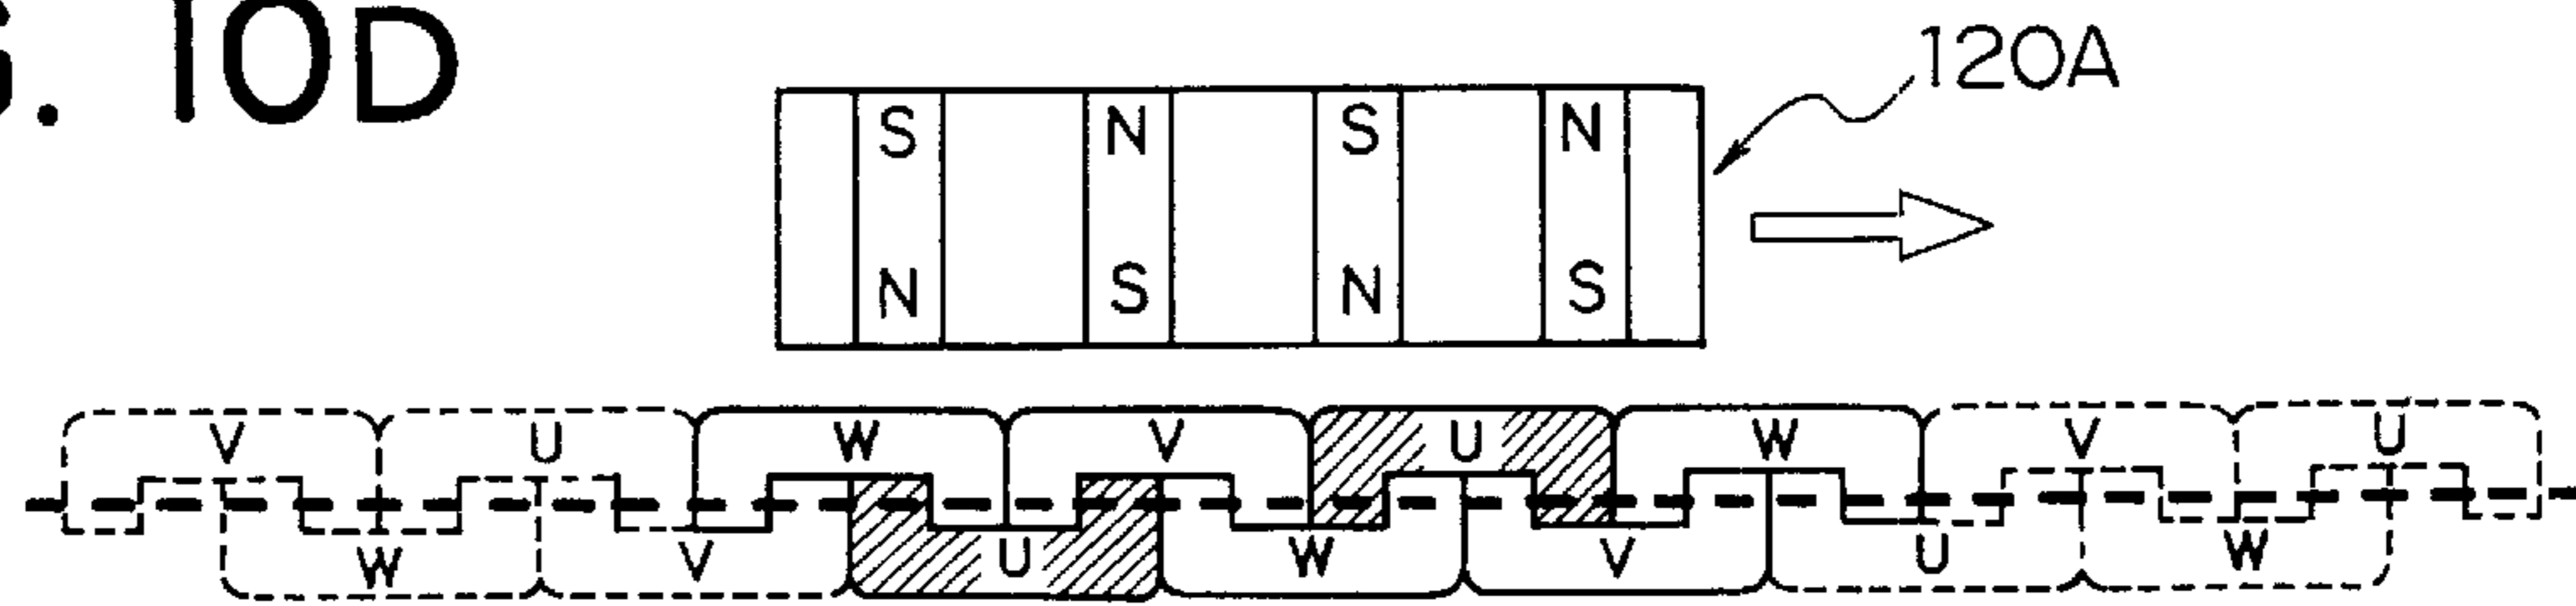 G. 10D
120A
S N S N
N S N S
V U W V U W V U
W V U W V U W